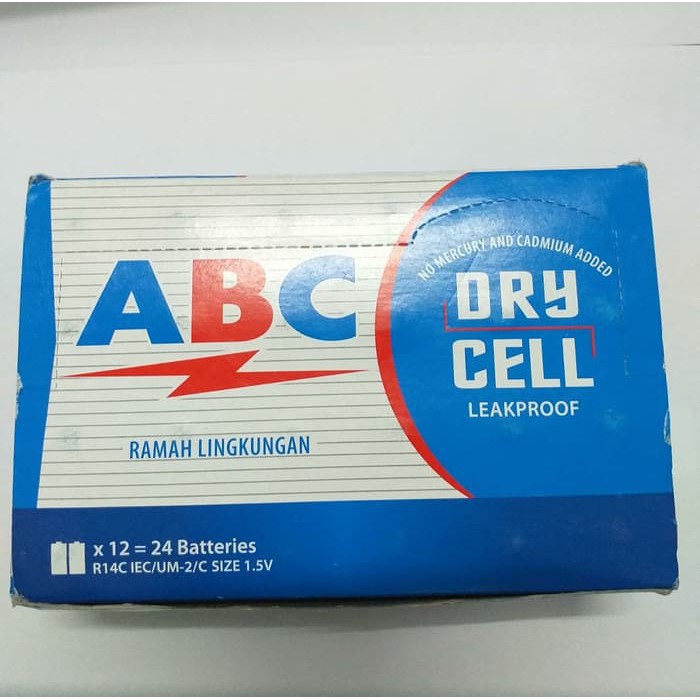 ABC
RAMAH LINGKUNGAN
NO MERCURY AND CADMIUM ADDED
DRY
CELL
LEAKPROOF
x 12 = 24 Batteries
R14C IEC/UM-2/C SIZE 1.5V